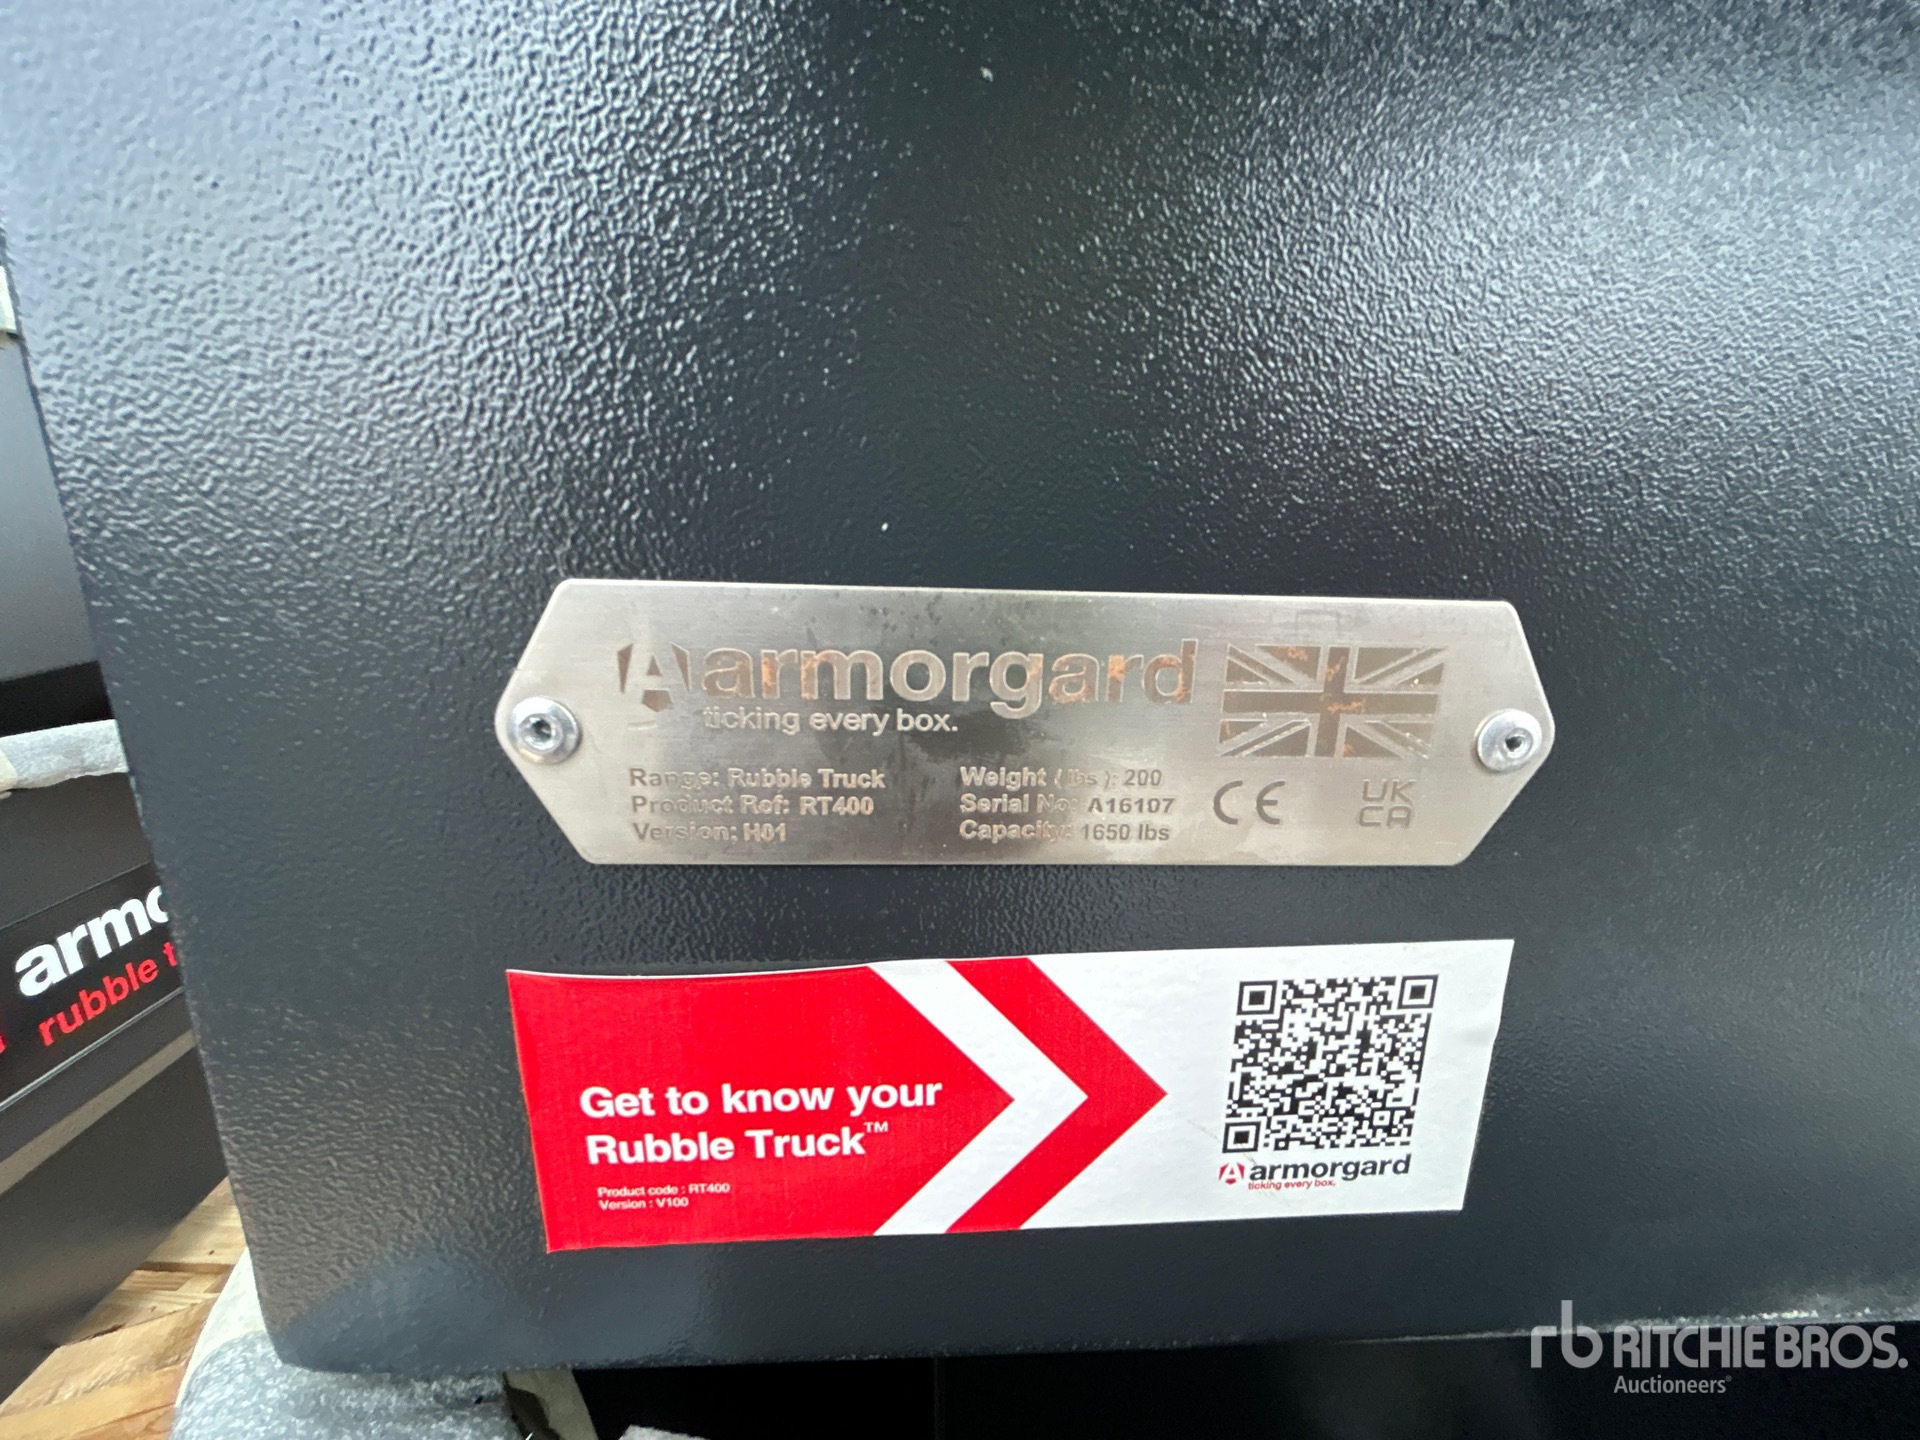 armorgard
ticking every box.
Range: Rubble Truck
Product Ref: RT400
Version: H01
Weight ( lbs ): 200
Serial No: A16107
Capacity: 1650 lbs
CE
UK
CA
armo
rubble t
Get to know your
Rubble Truck™
Product code : RT400
Version : V100
armorgard
ticking every box.
rb RITCHIE BROS.
Auctioneers